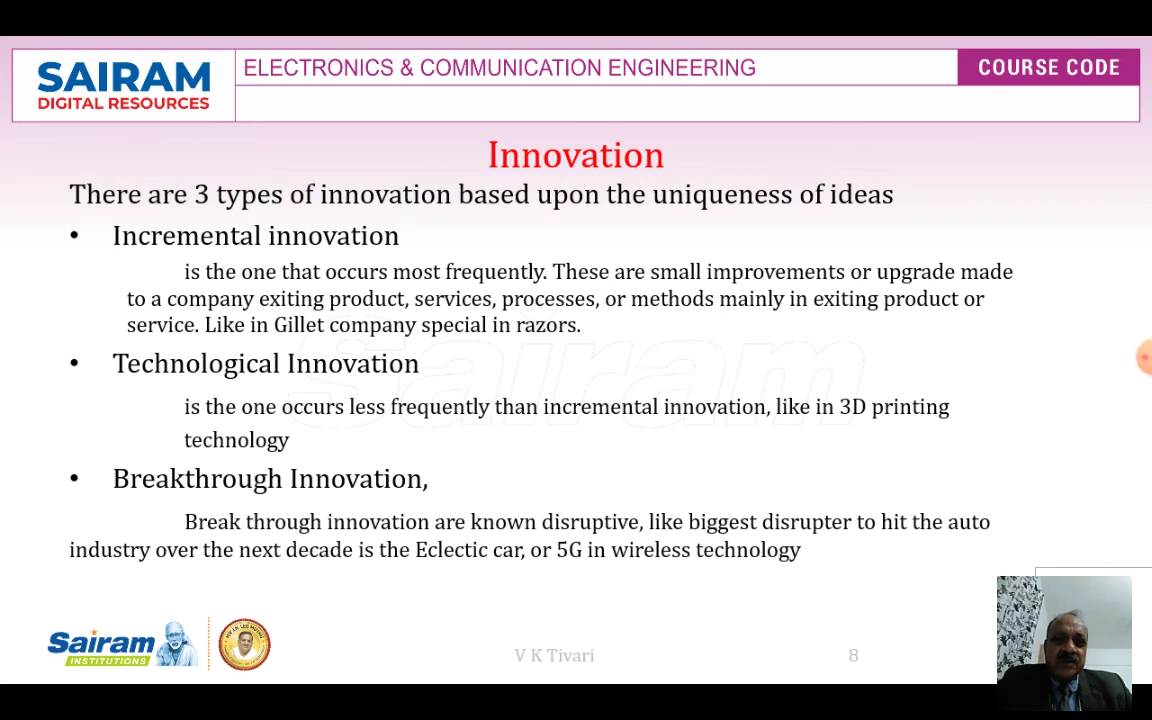 SAIRAM
DIGITAL RESOURCES
ELECTRONICS & COMMUNICATION ENGINEERING
COURSE CODE
Innovation
There are 3 types of innovation based upon the uniqueness of ideas
• Incremental innovation
is the one that occurs most frequently. These are small improvements or upgrade made
to a company exiting product, services, processes, or methods mainly in exiting product or
service. Like in Gillet company special in razors.
Sairam
• Technological Innovation
is the one occurs less frequently than incremental innovation, like in 3D printing
technology
• Breakthrough Innovation,
Break through innovation are known disruptive, like biggest disrupter to hit the auto
industry over the next decade is the Eclectic car, or 5G in wireless technology
Sairam
INSTITUTIONS
V K Tivari
8